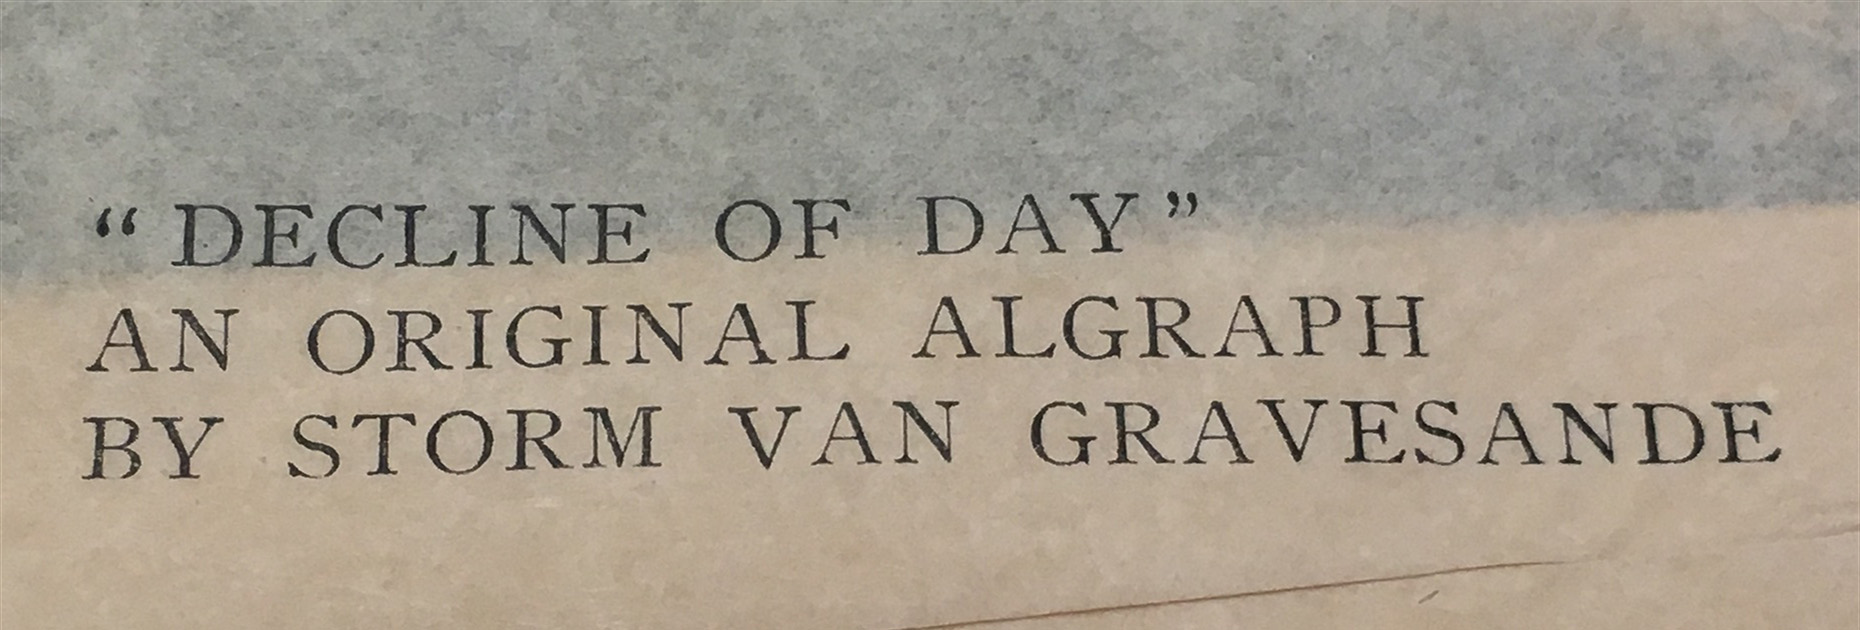 “DECLINE OF DAY”
AN ORIGINAL ALGRAPH
BY STORM VAN GRAVESANDE